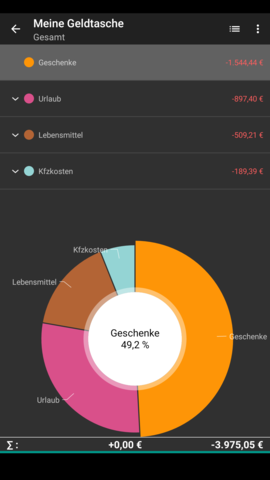 Meine Geldtasche
Gesamt
Geschenke -1.544,44 €
Urlaub -897,40 €
Lebensmittel -509,21 €
Kfzkosten -189,39 €
Kfzkosten
Lebensmittel
Geschenke
49,2 %
Geschenke
Urlaub
∑ : +0,00 € -3.975,05 €